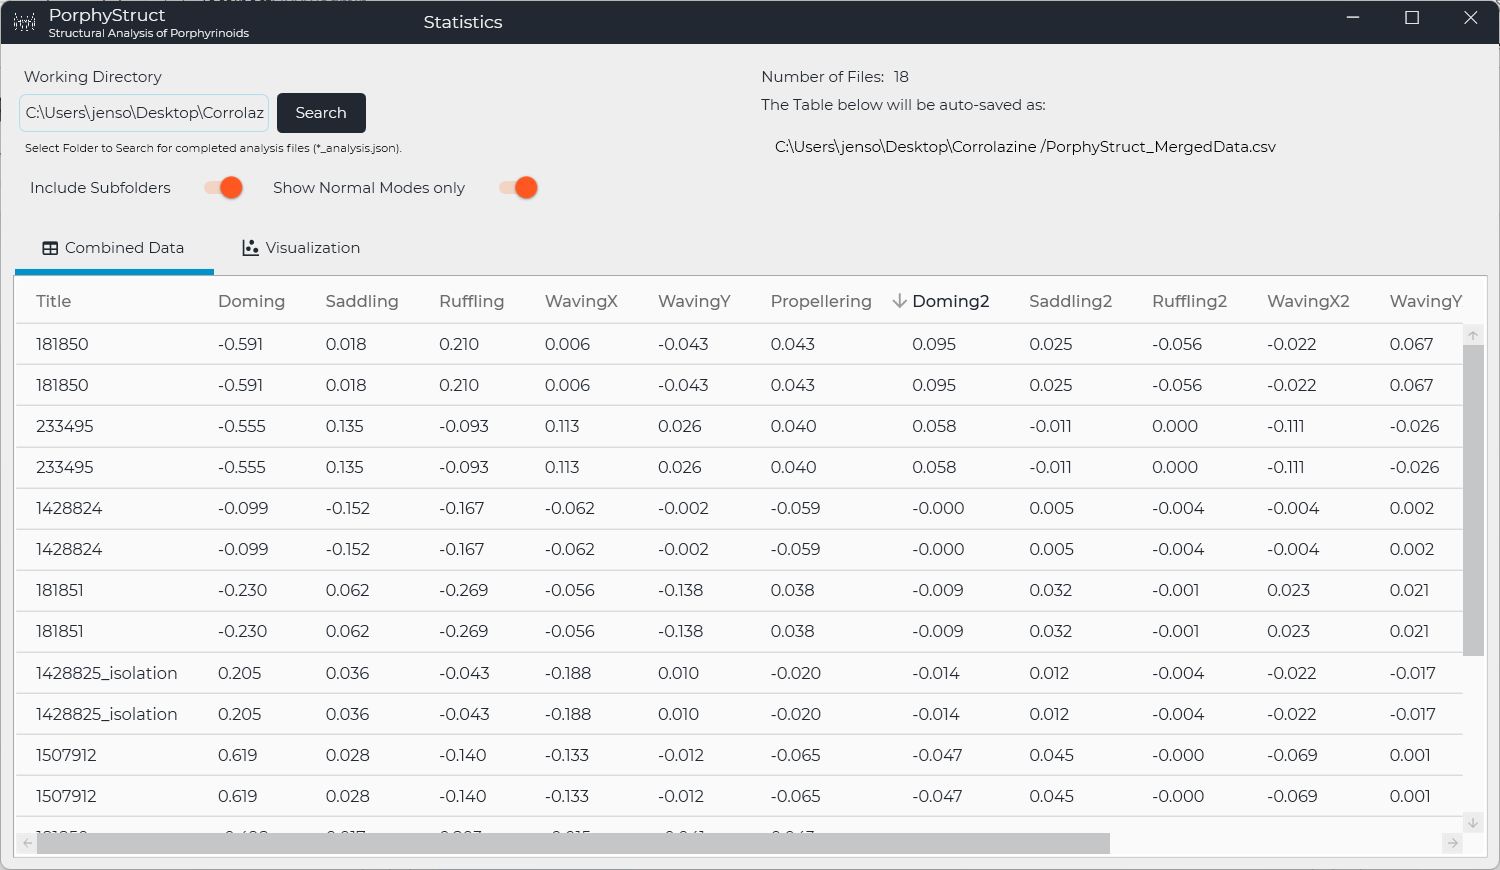 PorphyStruct
Structural Analysis of Porphyrinoids
Statistics
Working Directory
Number of Files: 18
C:\Users\jenso\Desktop\Corrolaz
Search
The Table below will be auto-saved as:
Select Folder to Search for completed analysis files (*_analysis.json).
C:\Users\jenso\Desktop\Corrolazine /PorphyStruct_MergedData.csv
Include Subfolders
Show Normal Modes only
Combined Data
Visualization
Title Doming Saddling Ruffling WavingX WavingY Propellering Doming2 Saddling2 Ruffling2 WavingX2 WavingY
181850 -0.591 0.018 0.210 0.006 -0.043 0.043 0.095 0.025 -0.056 -0.022 0.067
181850 -0.591 0.018 0.210 0.006 -0.043 0.043 0.095 0.025 -0.056 -0.022 0.067
233495 -0.555 0.135 -0.093 0.113 0.026 0.040 0.058 -0.011 0.000 -0.111 -0.026
233495 -0.555 0.135 -0.093 0.113 0.026 0.040 0.058 -0.011 0.000 -0.111 -0.026
1428824 -0.099 -0.152 -0.167 -0.062 -0.002 -0.059 -0.000 0.005 -0.004 -0.004 0.002
1428824 -0.099 -0.152 -0.167 -0.062 -0.002 -0.059 -0.000 0.005 -0.004 -0.004 0.002
181851 -0.230 0.062 -0.269 -0.056 -0.138 0.038 -0.009 0.032 -0.001 0.023 0.021
181851 -0.230 0.062 -0.269 -0.056 -0.138 0.038 -0.009 0.032 -0.001 0.023 0.021
1428825_isolation 0.205 0.036 -0.043 -0.188 0.010 -0.020 -0.014 0.012 -0.004 -0.022 -0.017
1428825_isolation 0.205 0.036 -0.043 -0.188 0.010 -0.020 -0.014 0.012 -0.004 -0.022 -0.017
1507912 0.619 0.028 -0.140 -0.133 -0.012 -0.065 -0.047 0.045 -0.000 -0.069 0.001
1507912 0.619 0.028 -0.140 -0.133 -0.012 -0.065 -0.047 0.045 -0.000 -0.069 0.001